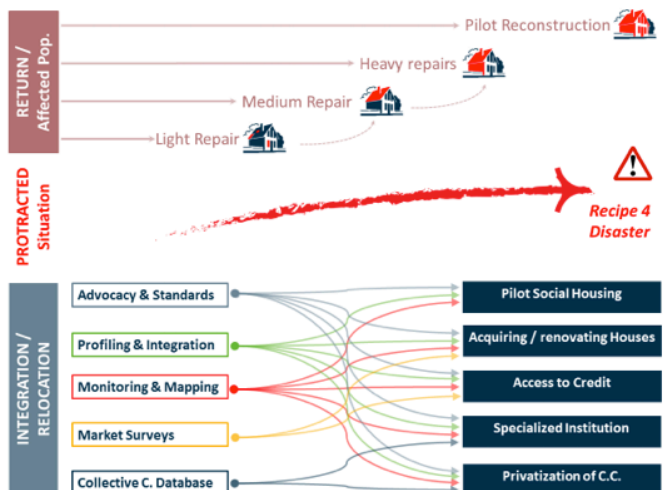 RETURN /
Affected Pop.
Pilot Reconstruction
Heavy repairs
Medium Repair
Light Repair
PROTRACTED
Situation
Recipe 4
Disaster
INTEGRATION /
RELOCATION
Advocacy & Standards
Profiling & Integration
Monitoring & Mapping
Market Surveys
Collective C. Database
Pilot Social Housing
Acquiring / renovating Houses
Access to Credit
Specialized Institution
Privatization of C.C.